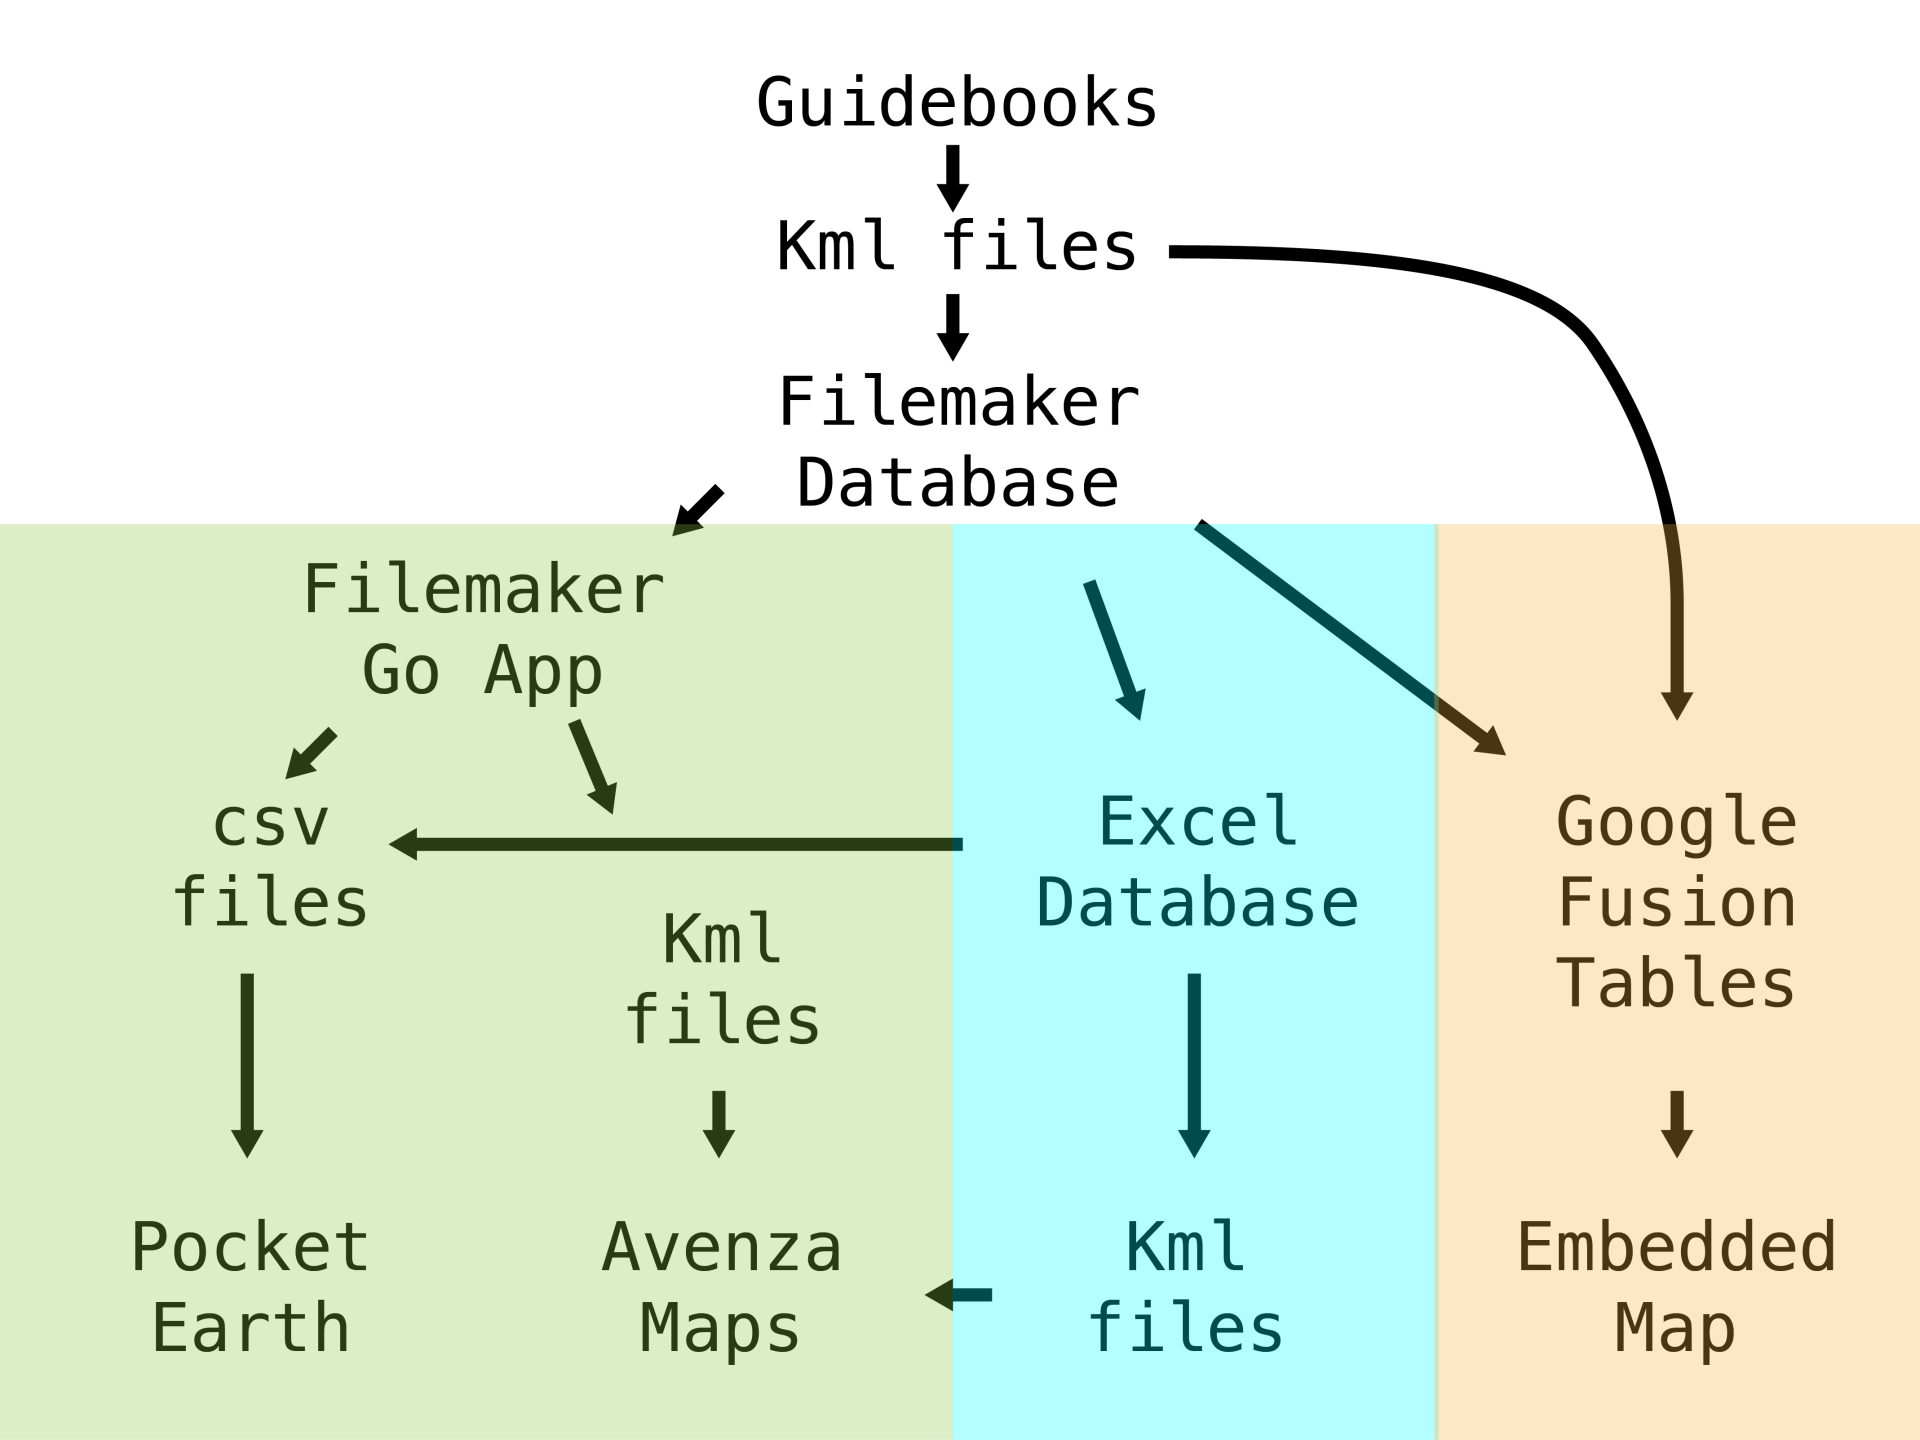 Guidebooks
Kml files
Filemaker
Database
Filemaker
Go App
csv
files
Kml
files
Excel
Database
Google
Fusion
Tables
Pocket
Earth
Avenza
Maps
Kml
files
Embedded
Map